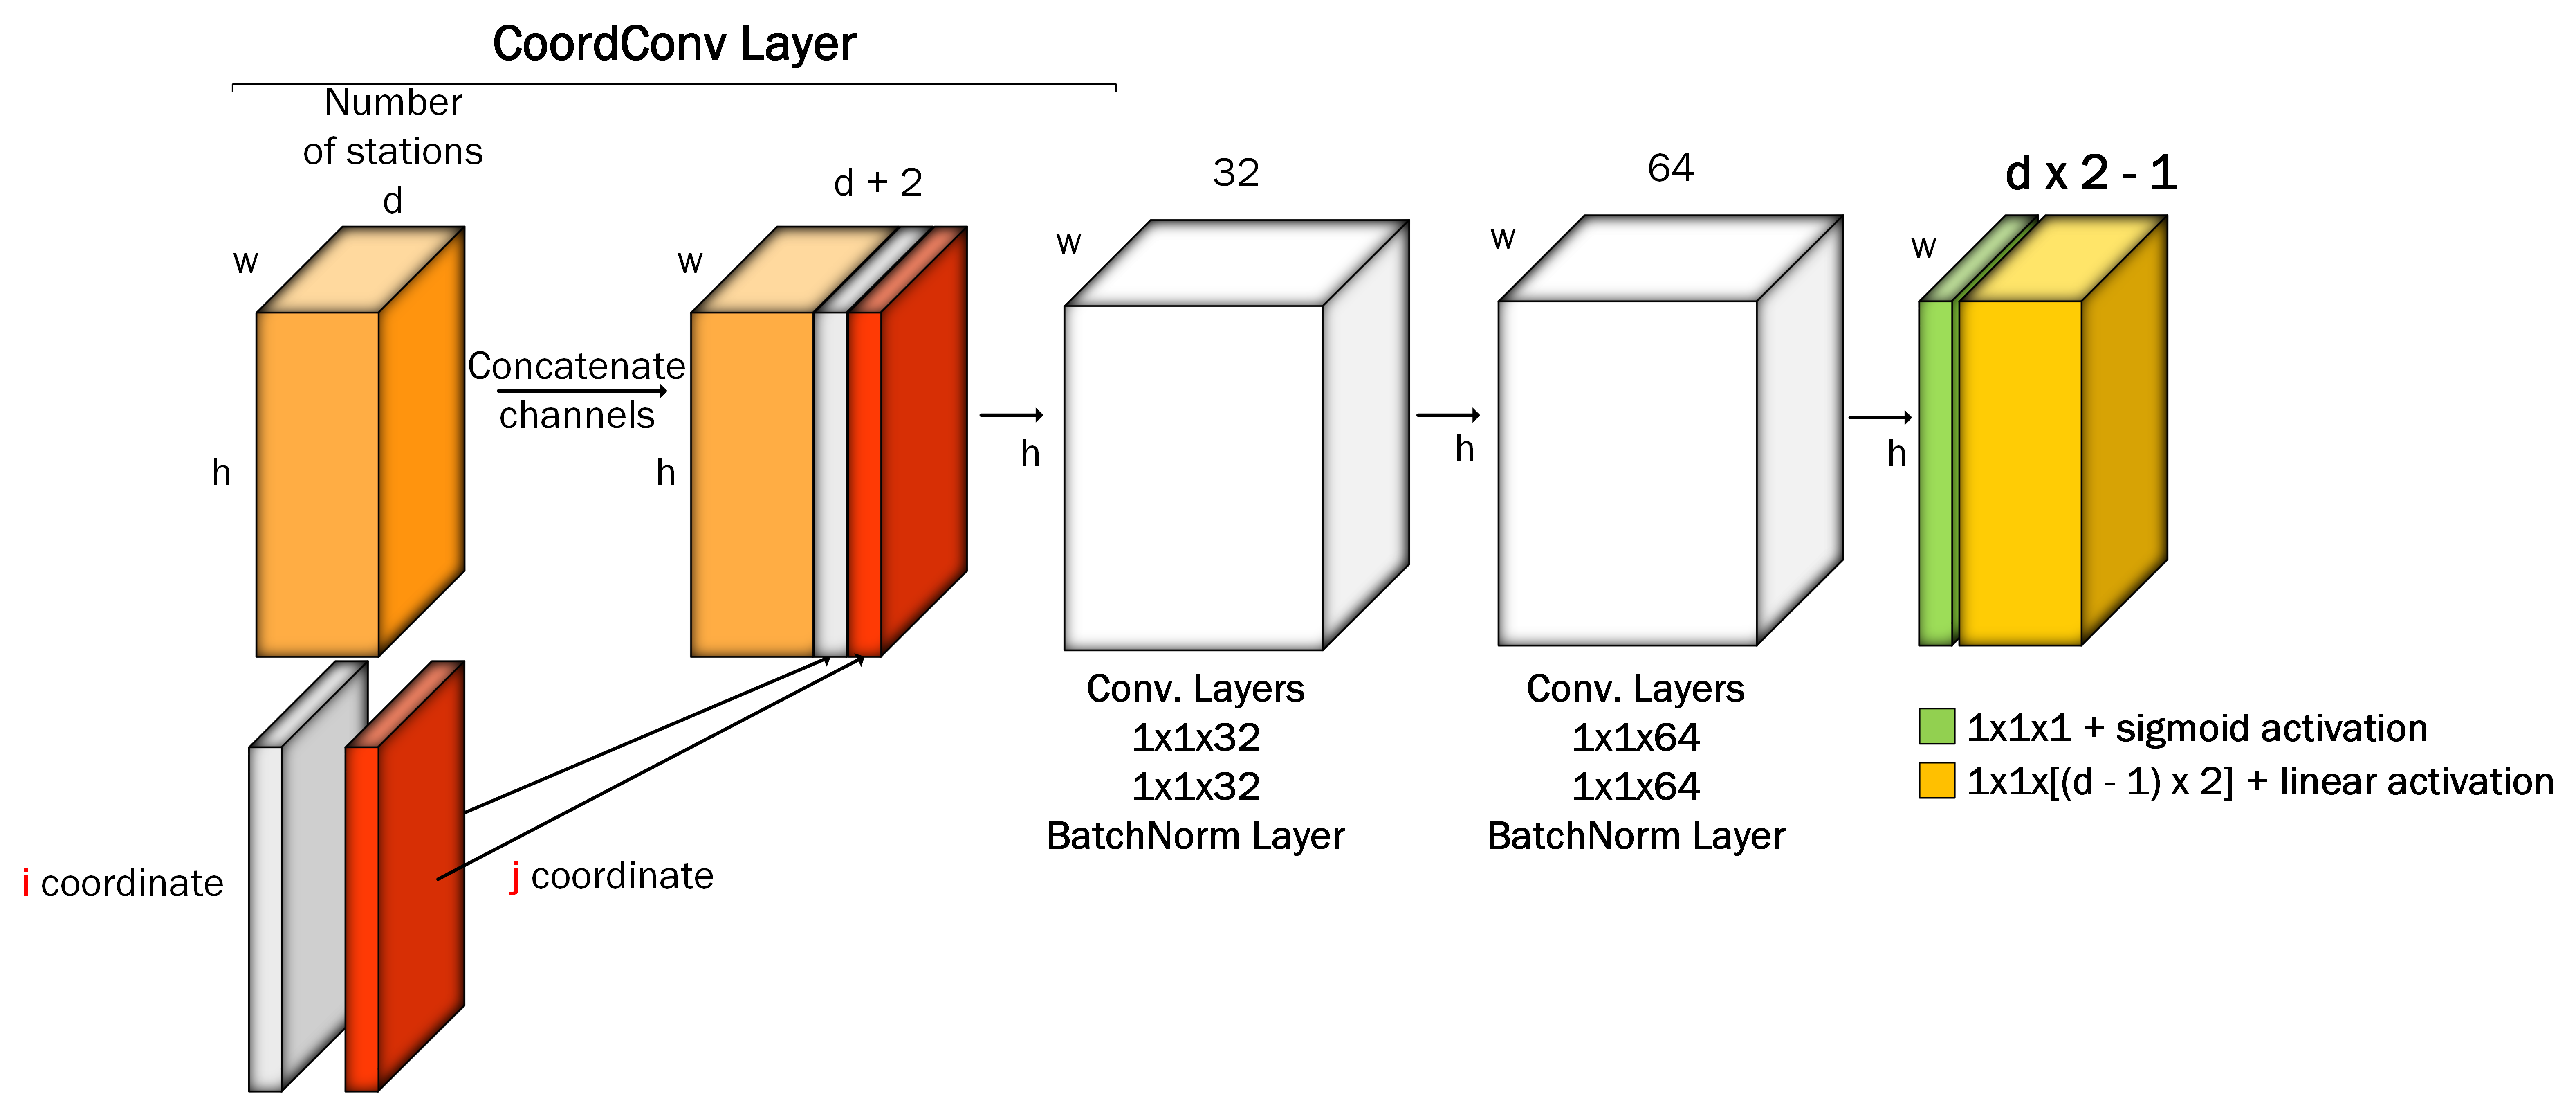 CoordConv Layer
Number
of stations
d
w
h
Concatenate
channels
d + 2
w
h
32
w
h
64
w
h
d x 2 - 1
w
h
Conv. Layers
1x1x32
1x1x32
BatchNorm Layer
Conv. Layers
1x1x64
1x1x64
BatchNorm Layer
1x1x1 + sigmoid activation
1x1x[(d - 1) x 2] + linear activation
i coordinate
j coordinate